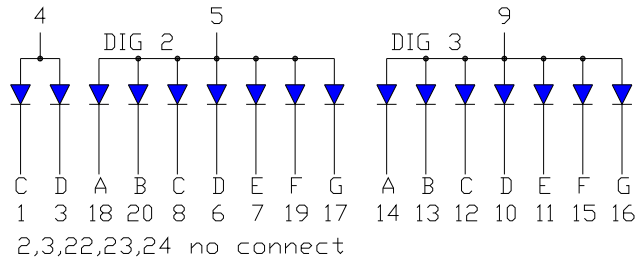 4 5 9
DIG 2 DIG 3
C D A B C D E F G A B C D E F G
1 3 18 20 8 6 7 19 17 14 13 12 10 11 15 16
2,3,22,23,24 no connect